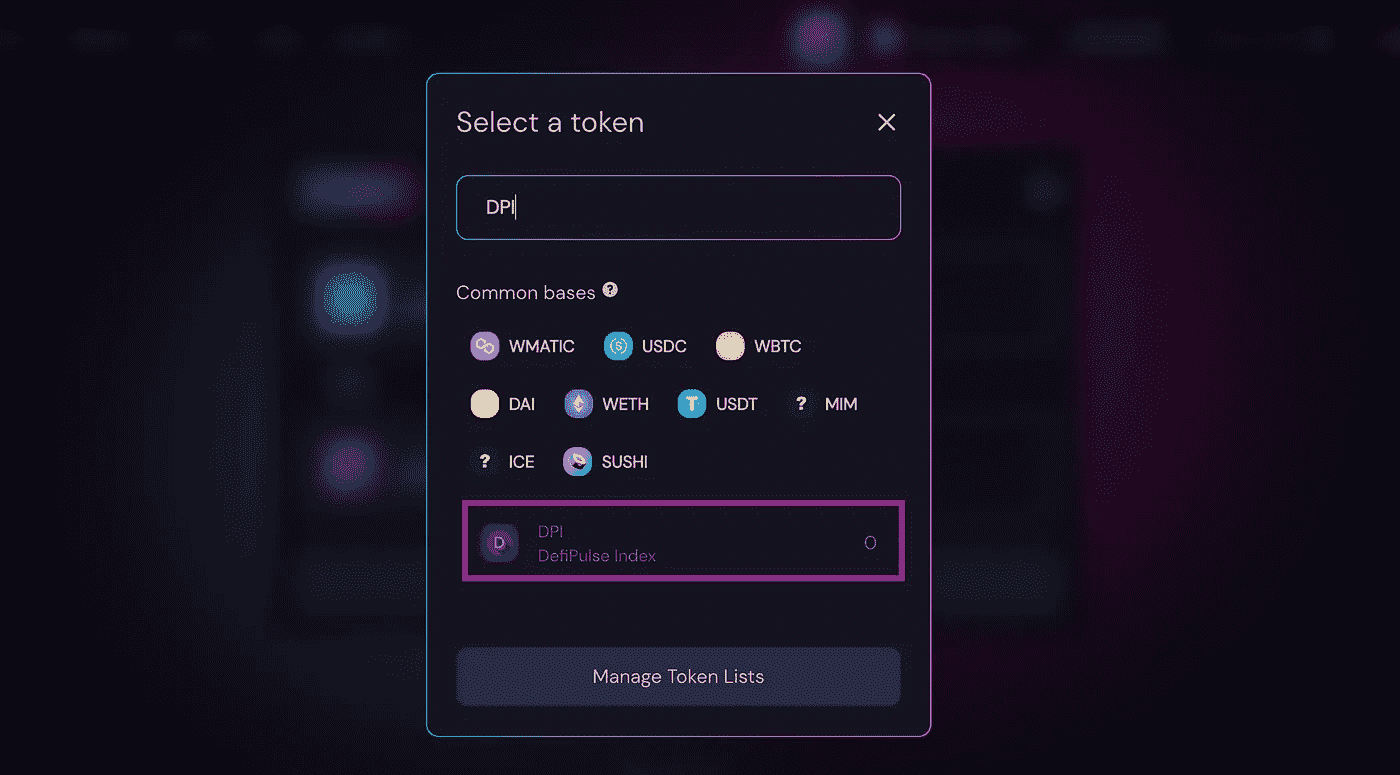 Select a token
DPI
Common bases ?
WMATIC USDC WBTC
DAI WETH USDT ? MIM
? ICE SUSHI
D DPI
DefiPulse Index 0
Manage Token Lists